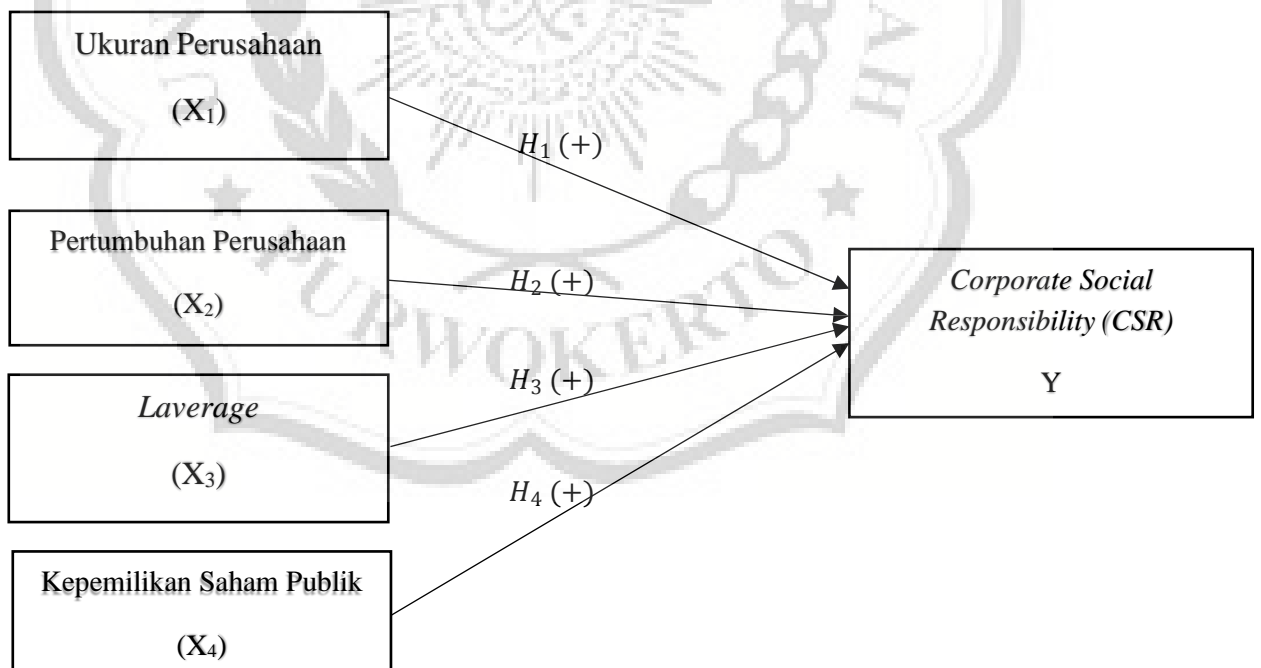 Ukuran Perusahaan
(X₁)
H₁ (+)
Pertumbuhan Perusahaan
(X₂)
H₂ (+)
Corporate Social
Responsibility (CSR)
Y
Laverage
(X₃)
H₃ (+)
H₄ (+)
Kepemilikan Saham Publik
(X₄)
PURWOKERTO